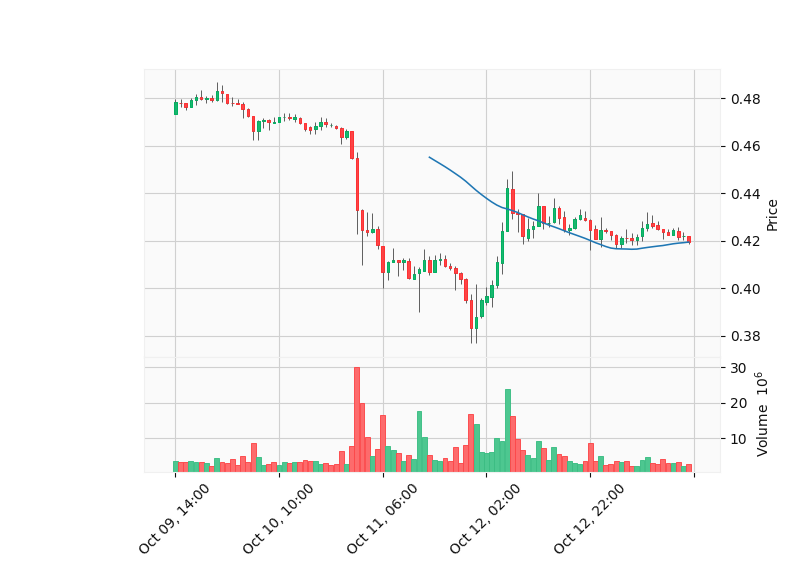 0.48
0.46
0.44
0.42
0.40
0.38
Price
30
20
10
Volume 10^6
Oct 09, 14:00
Oct 10, 10:00
Oct 11, 06:00
Oct 12, 02:00
Oct 12, 22:00